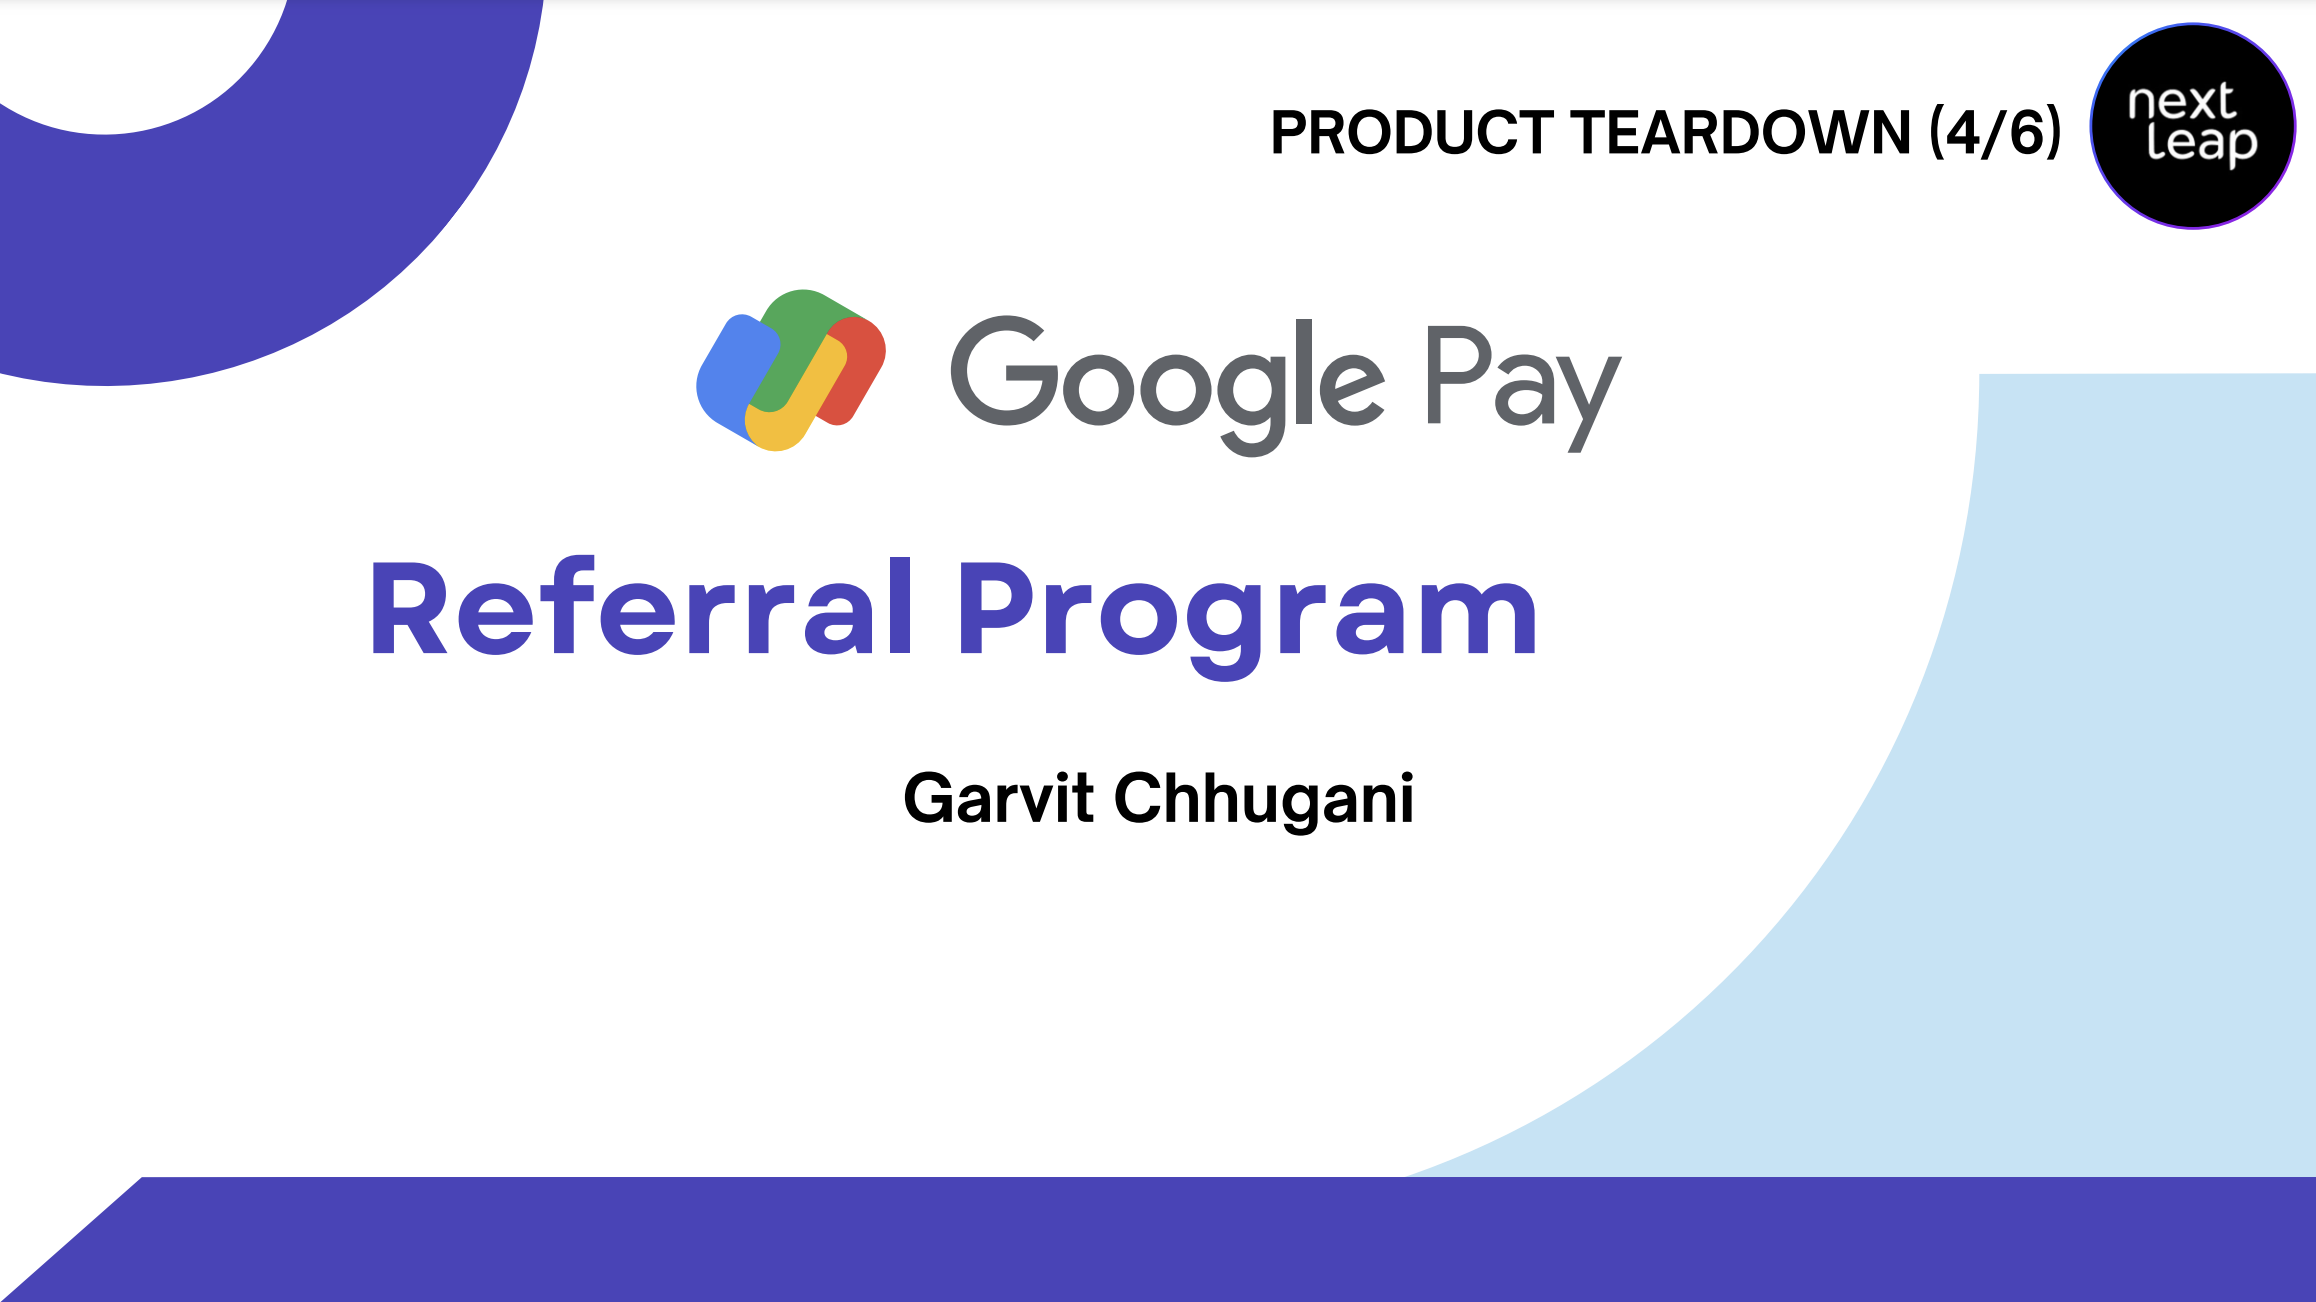 PRODUCT TEARDOWN (4/6)
next
leap
Google Pay
Referral Program
Garvit Chhugani